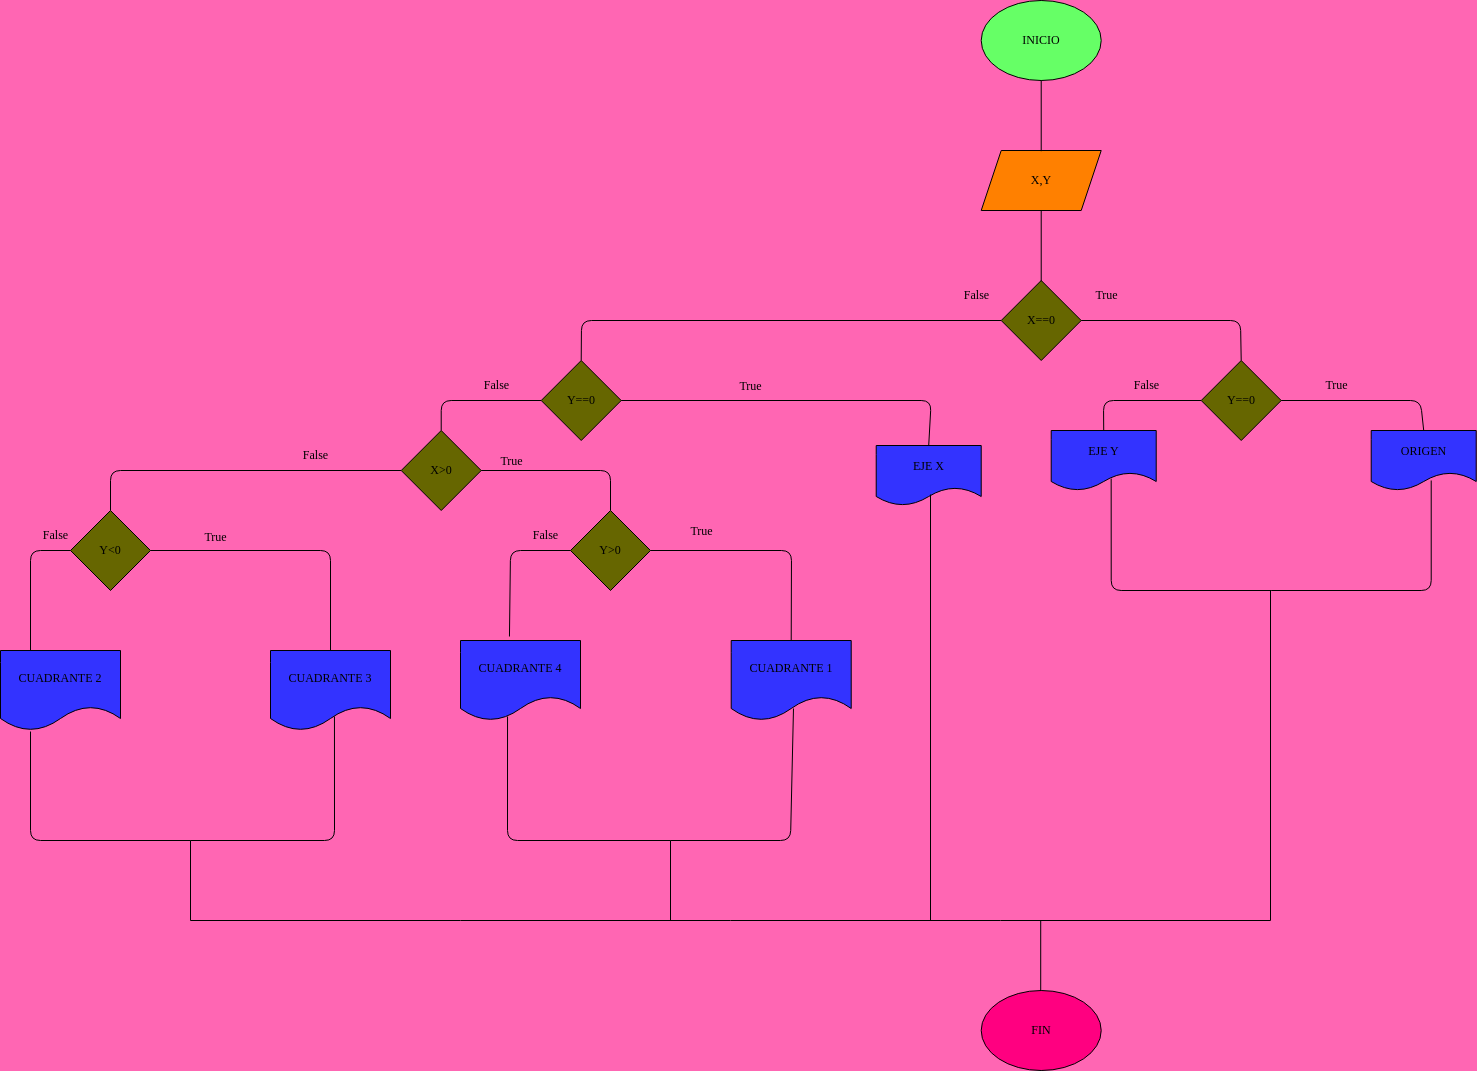 INICIO
X,Y
False
True
X==0
False
Y==0
True
False
Y==0
True
False
X>0
True
EJE X
EJE Y
ORIGEN
False
Y<0
True
False
Y>0
True
CUADRANTE 2
CUADRANTE 3
CUADRANTE 4
CUADRANTE 1
FIN